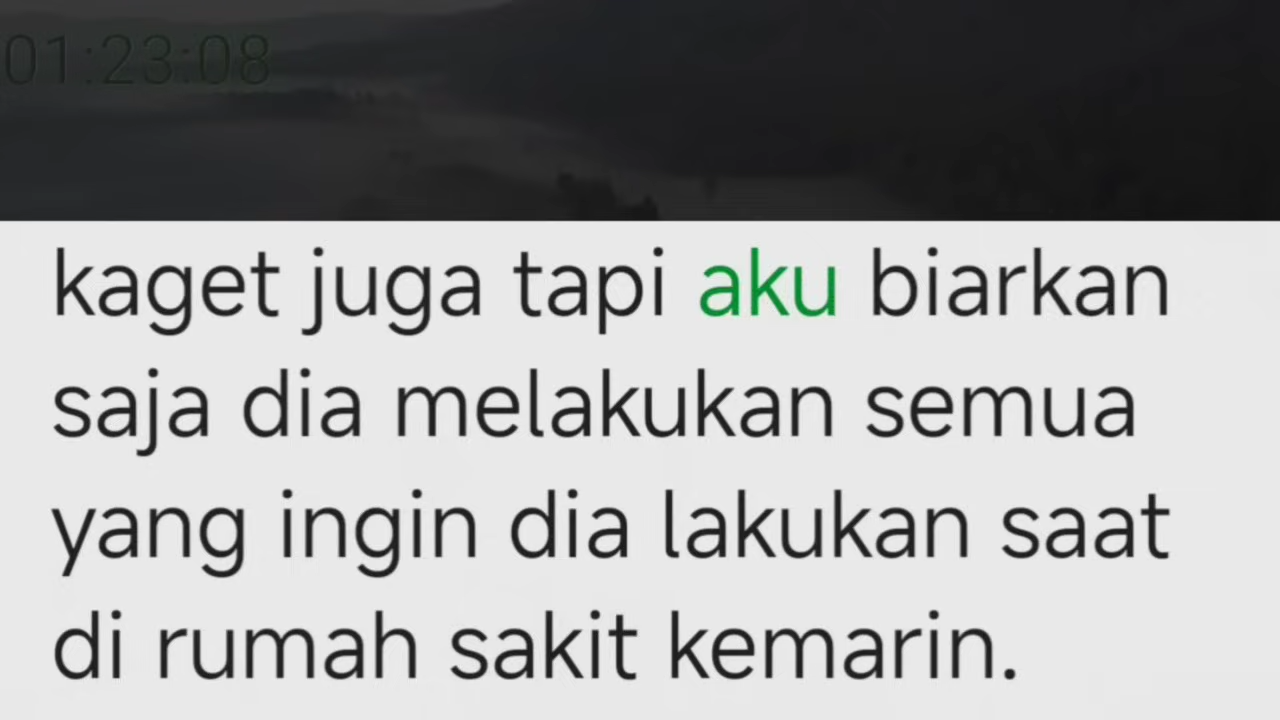 01:23:08
kaget juga tapi aku biarkan
saja dia melakukan semua
yang ingin dia lakukan saat
di rumah sakit kemarin.